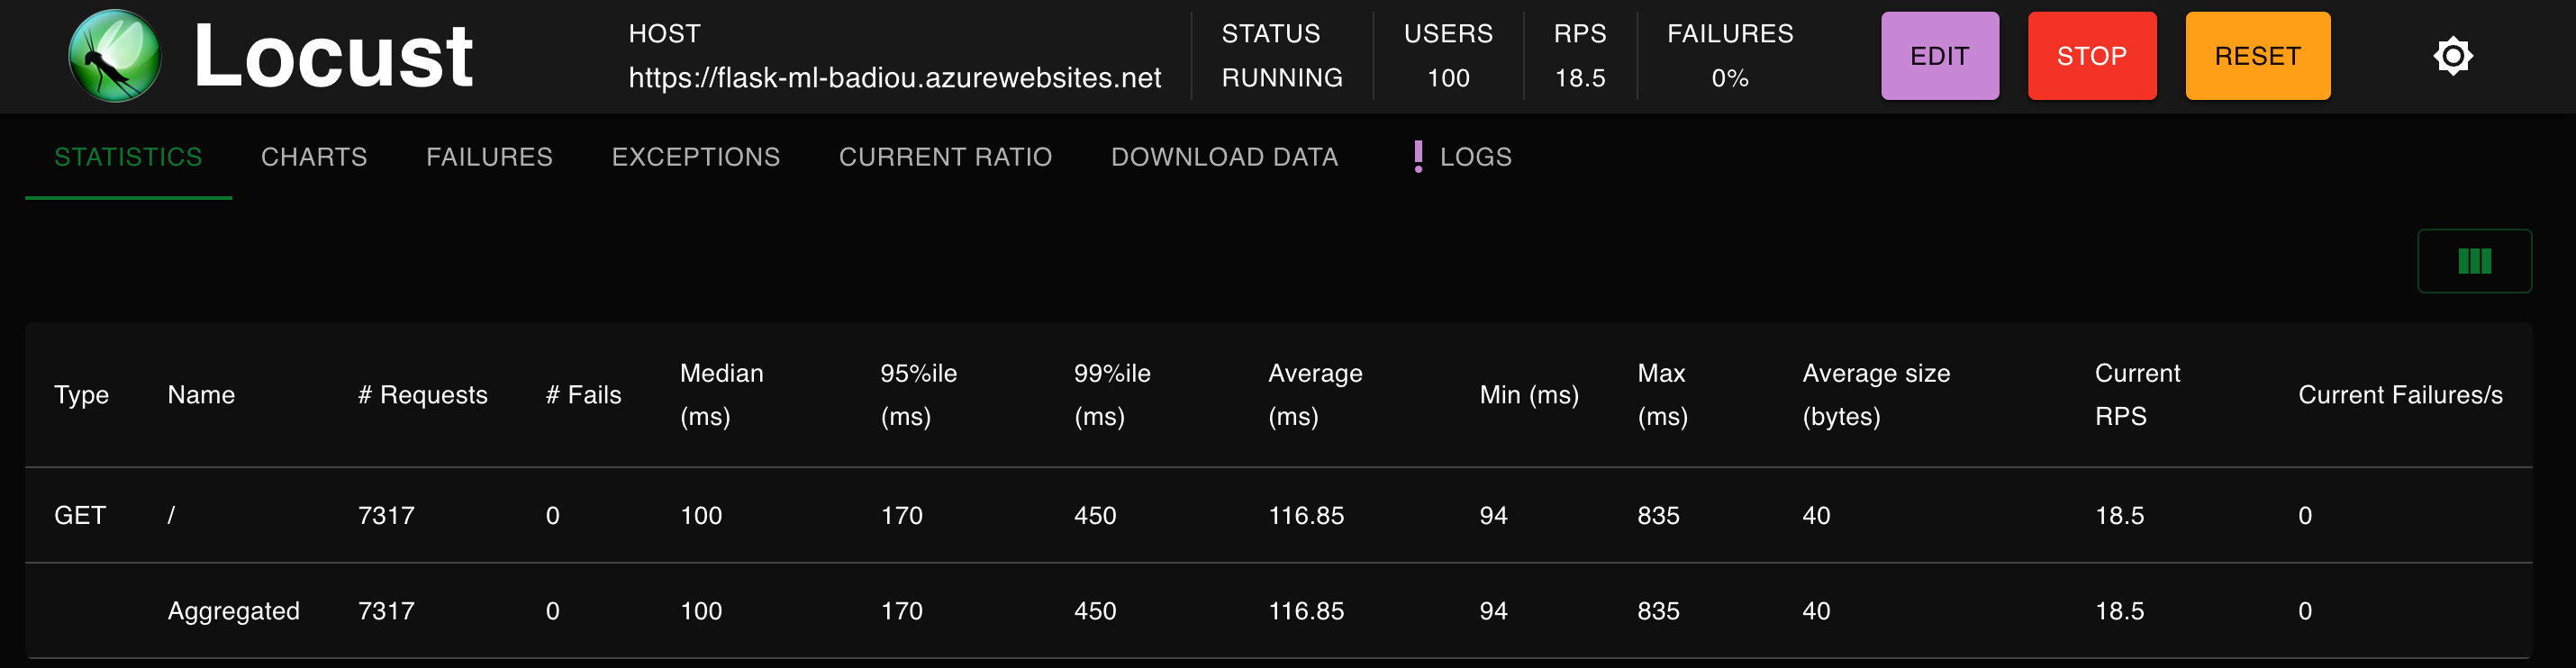 Locust
HOST
https://flask-ml-badiou.azurewebsites.net
STATUS
RUNNING
USERS
100
RPS
18.5
FAILURES
0%
EDIT
STOP
RESET
STATISTICS CHARTS FAILURES EXCEPTIONS CURRENT RATIO DOWNLOAD DATA LOGS
Type Name # Requests # Fails Median (ms) 95%ile (ms) 99%ile (ms) Average (ms) Min (ms) Max (ms) Average size (bytes) Current RPS Current Failures/s
GET / 7317 0 100 170 450 116.85 94 835 40 18.5 0
Aggregated 7317 0 100 170 450 116.85 94 835 40 18.5 0